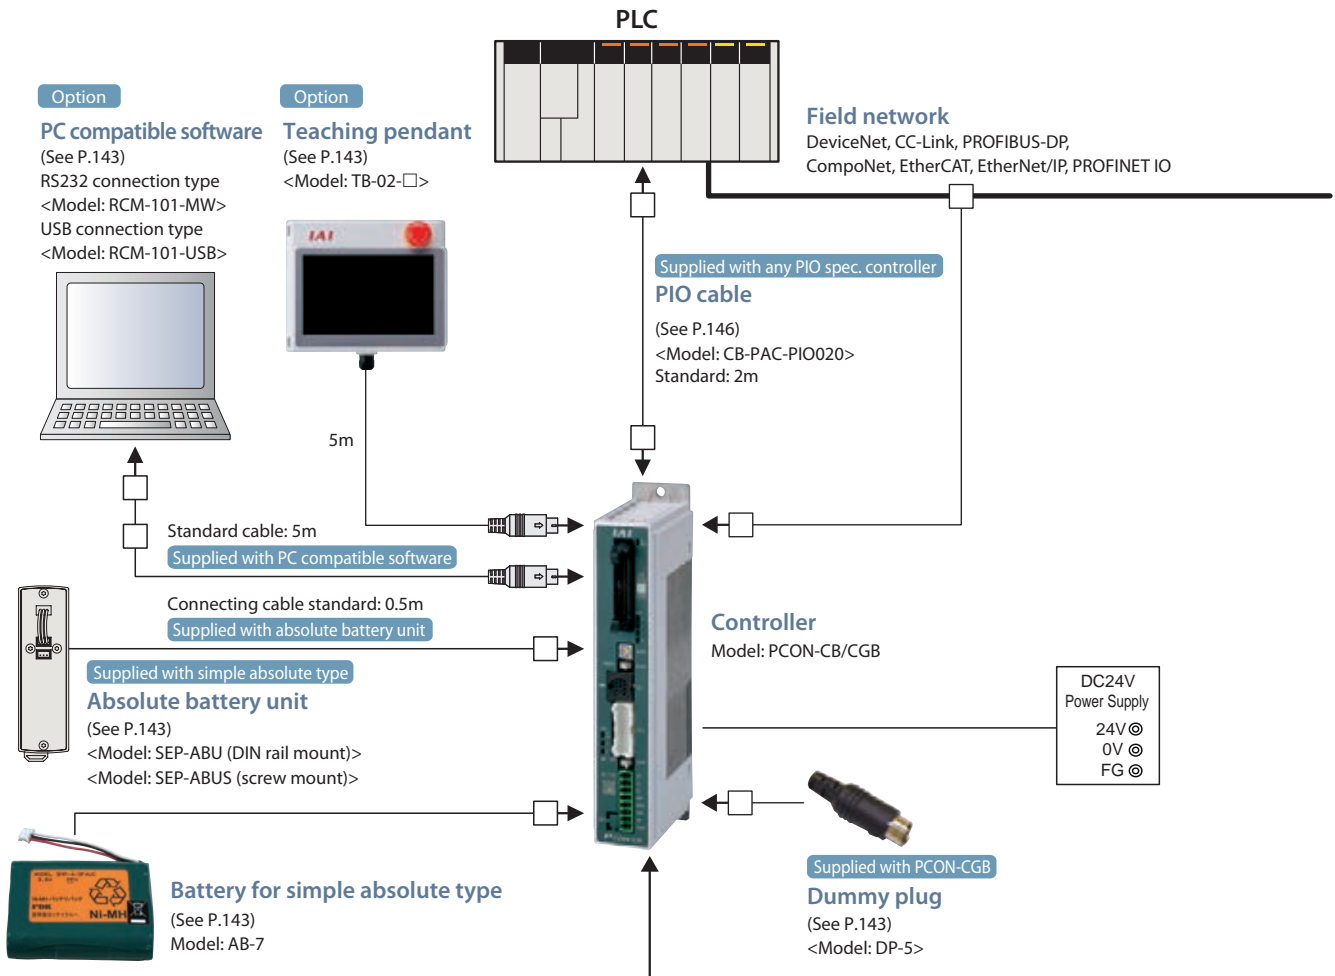 PLC
Option
PC compatible software
(See P.143)
RS232 connection type
<Model: RCM-101-MW>
USB connection type
<Model: RCM-101-USB>
Option
Teaching pendant
(See P.143)
<Model: TB-02-□>
IAI
Field network
DeviceNet, CC-Link, PROFIBUS-DP,
CompoNet, EtherCAT, EtherNet/IP, PROFINET IO
Supplied with any PIO spec. controller
PIO cable
(See P.146)
<Model: CB-PAC-PIO020>
Standard: 2m
5m
Standard cable: 5m
Supplied with PC compatible software
Connecting cable standard: 0.5m
Supplied with absolute battery unit
Supplied with simple absolute type
Absolute battery unit
(See P.143)
<Model: SEP-ABU (DIN rail mount)>
<Model: SEP-ABUS (screw mount)>
IAI
Controller
Model: PCON-CB/CGB
DC24V
Power Supply
24V
0V
FG
Supplied with PCON-CGB
Dummy plug
(See P.143)
<Model: DP-5>
Ni-MH
Battery for simple absolute type
(See P.143)
Model: AB-7